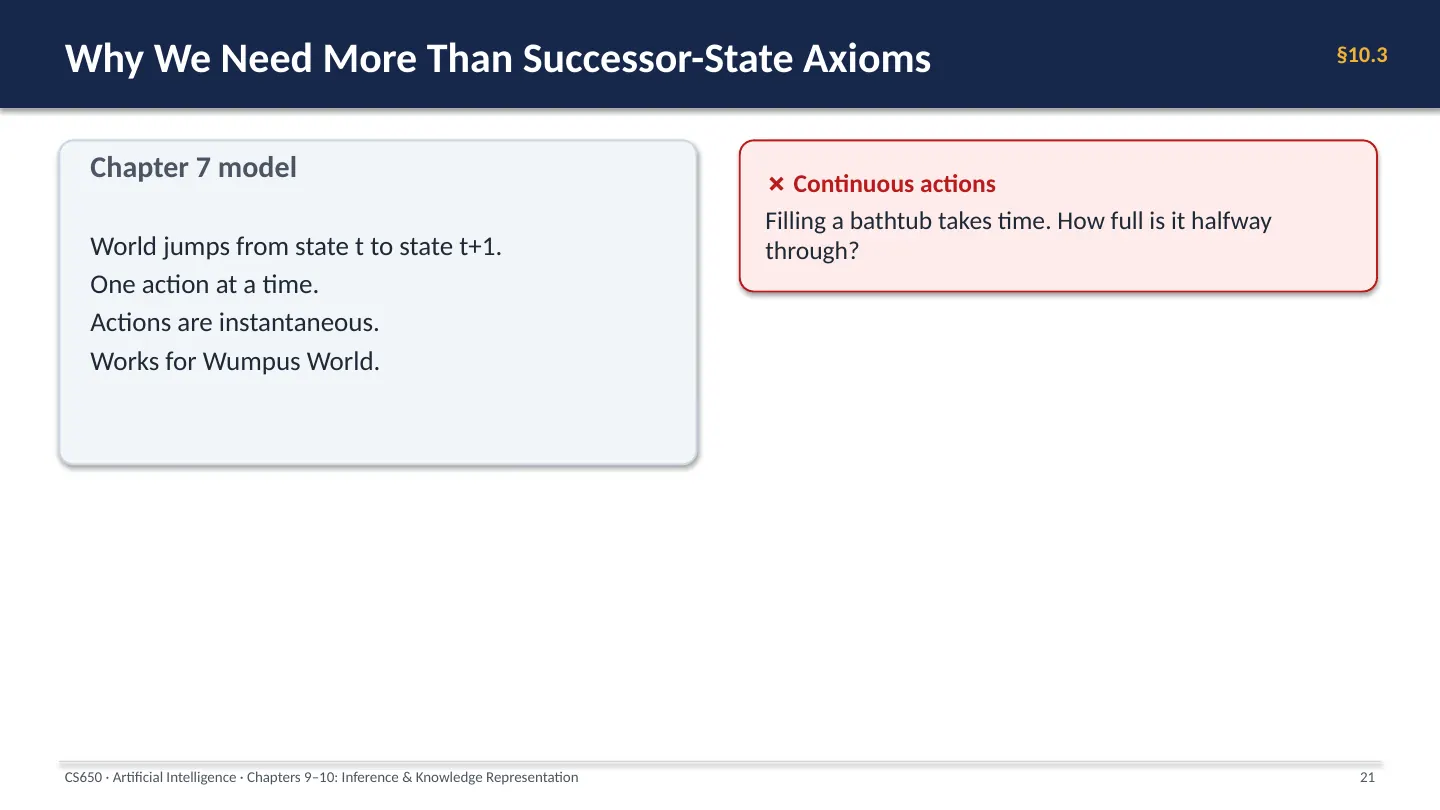 Why We Need More Than Successor-State Axioms
§10.3
Chapter 7 model
World jumps from state t to state t+1.
One action at a time.
Actions are instantaneous.
Works for Wumpus World.
✕ Continuous actions
Filling a bathtub takes time. How full is it halfway
through?
CS650 · Artificial Intelligence · Chapters 9–10: Inference & Knowledge Representation
21